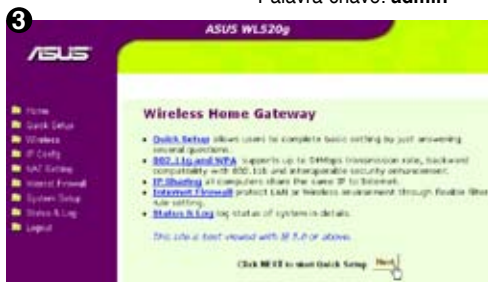 Palavra-chave: admin
3
ASUS WL520g
ASUS
Home
Quick Setup
Wireless
IP Config
NAT Setting
Internet Firewall
System Setup
Status & Log
Logout
Wireless Home Gateway
• Quick Setup allows users to complete basic setting by just answering
several questions.
• 802.11g and WPA supports up to 54Mbps transmission rate, backward
compatibility with 802.11b and interoperable security enhancement.
• IP Sharing all computers share the same IP to Internet.
• Internet Firewall protect LAN or Wireless environment through flexible filter
rule setting.
• Status & Log log status of system in details.
This site is best viewed with IE 5.0 or above.
Click NEXT to start Quick Setup
Next